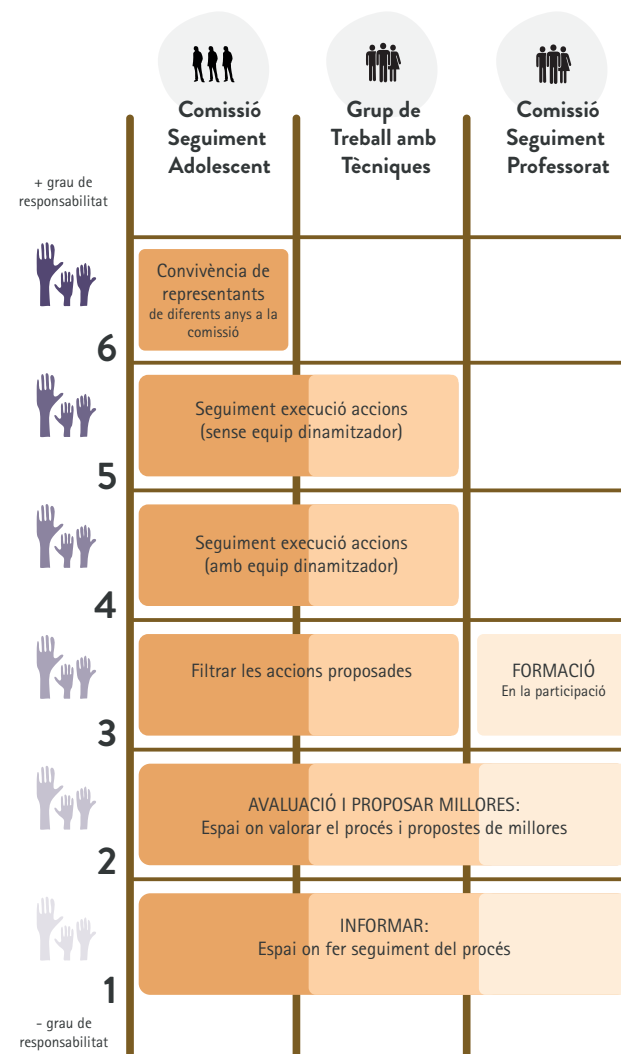 Comissió
Seguiment
Adolescent
Grup de
Treball amb
Tècniques
Comissió
Seguiment
Professorat
+ grau de
responsabilitat
Convivència de
representants
de diferents anys a la
comissió
6
Seguiment execució accions
(sense equip dinamitzador)
5
Seguiment execució accions
(amb equip dinamitzador)
4
Filtrar les accions proposades
FORMACIÓ
En la participació
3
AVALUACIÓ I PROPOSAR MILLORES:
Espai on valorar el procés i propostes de millores
2
INFORMAR:
Espai on fer seguiment del procés
1
- grau de
responsabilitat